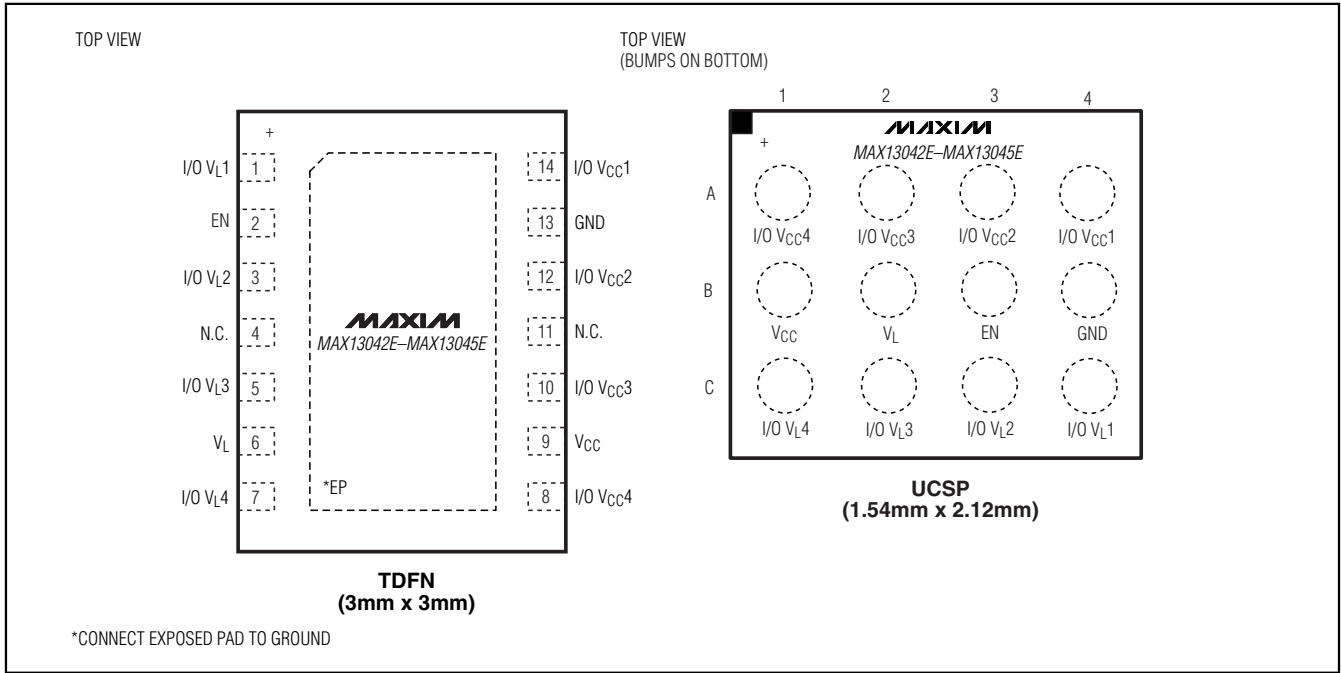 TOP VIEW
+
I/O VL1 1
EN 2
I/O VL2 3
N.C. 4
I/O VL3 5
VL 6
I/O VL4 7
14 I/O VCC1
13 GND
12 I/O VCC2
11 N.C.
10 I/O VCC3
9 VCC
8 I/O VCC4
MAXIM
MAX13042E–MAX13045E
*EP
TDFN
(3mm x 3mm)
*CONNECT EXPOSED PAD TO GROUND
TOP VIEW
(BUMPS ON BOTTOM)
1 2 3 4
MAXIM
+
MAX13042E–MAX13045E
A
I/O VCC4 I/O VCC3 I/O VCC2 I/O VCC1
B
VCC VL EN GND
C
I/O VL4 I/O VL3 I/O VL2 I/O VL1
UCSP
(1.54mm x 2.12mm)